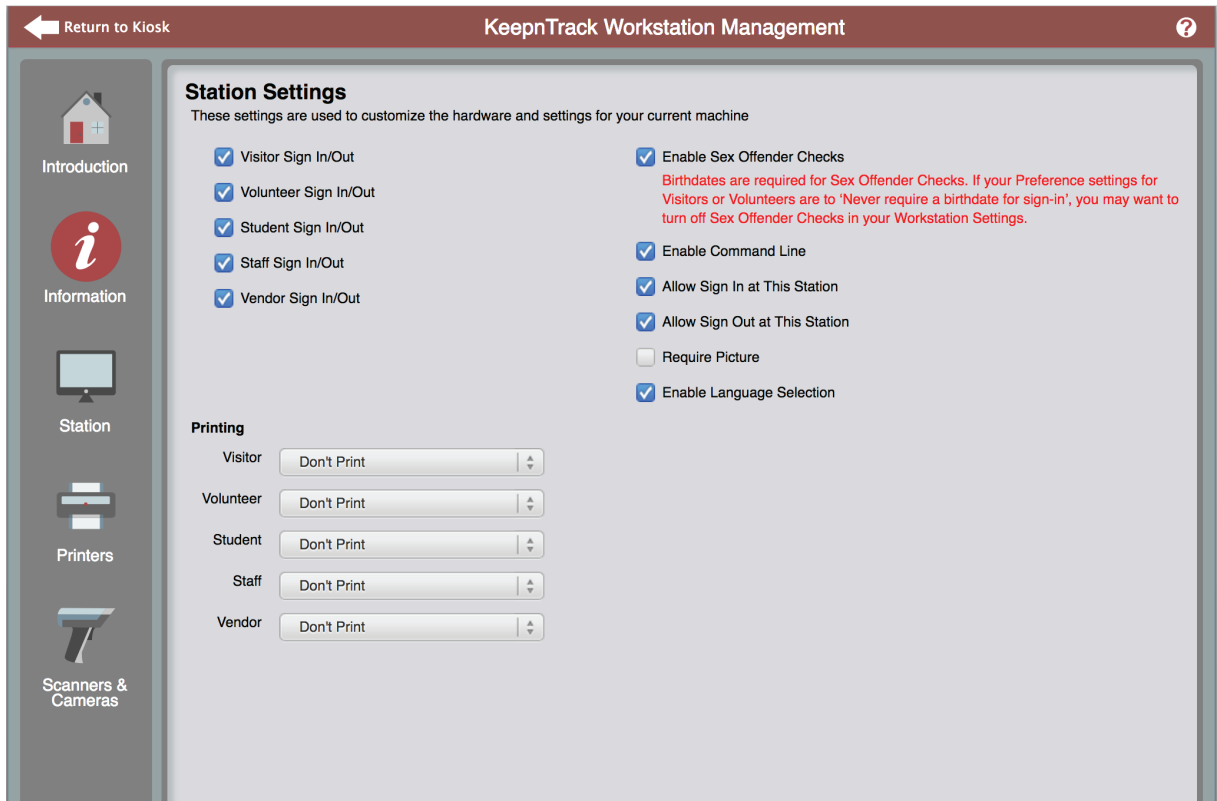 Return to Kiosk
KeepnTrack Workstation Management
?
Introduction
Information
Station
Printers
Scanners &
Cameras
Station Settings
These settings are used to customize the hardware and settings for your current machine
Visitor Sign In/Out
Volunteer Sign In/Out
Student Sign In/Out
Staff Sign In/Out
Vendor Sign In/Out
Enable Sex Offender Checks
Birthdates are required for Sex Offender Checks. If your Preference settings for
Visitors or Volunteers are to ‘Never require a birthdate for sign-in’, you may want to
turn off Sex Offender Checks in your Workstation Settings.
Enable Command Line
Allow Sign In at This Station
Allow Sign Out at This Station
Require Picture
Enable Language Selection
Printing
Visitor Don't Print
Volunteer Don't Print
Student Don't Print
Staff Don't Print
Vendor Don't Print